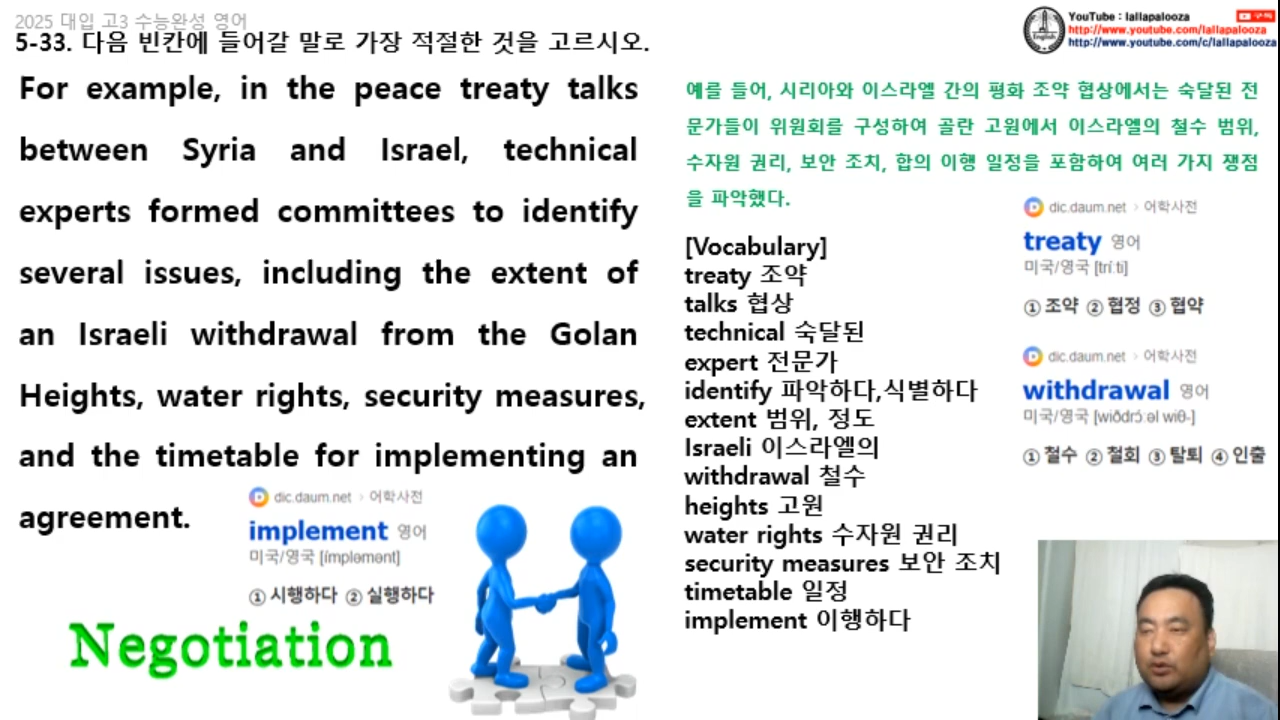 2025 대입 고3 수능완성 영어
5-33. 다음 빈칸에 들어갈 말로 가장 적절한 것을 고르시오.
For example, in the peace treaty talks
between Syria and Israel, technical
experts formed committees to identify
several issues, including the extent of
an Israeli withdrawal from the Golan
Heights, water rights, security measures,
and the timetable for implementing an
agreement.
dic.daum.net › 어학사전
implement 영어
미국/영국 [ímpləmənt]
① 시행하다 ② 실행하다
Negotiation
YouTube : lallapalooza
http://www.youtube.com/lallapalooza
http://www.youtube.com/c/lallapalooza
예를 들어, 시리아와 이스라엘 간의 평화 조약 협상에서는 숙달된 전
문가들이 위원회를 구성하여 골란 고원에서 이스라엘의 철수 범위,
수자원 권리, 보안 조치, 합의 이행 일정을 포함하여 여러 가지 쟁점
을 파악했다.
[Vocabulary]
treaty 조약
talks 협상
technical 숙달된
expert 전문가
identify 파악하다,식별하다
extent 범위, 정도
Israeli 이스라엘의
withdrawal 철수
heights 고원
water rights 수자원 권리
security measures 보안 조치
timetable 일정
implement 이행하다
dic.daum.net › 어학사전
treaty 영어
미국/영국 [tríːti]
① 조약 ② 협정 ③ 협약
dic.daum.net › 어학사전
withdrawal 영어
미국/영국 [wiðdrɔ́ːəl wiθ-]
① 철수 ② 철회 ③ 탈퇴 ④ 인출